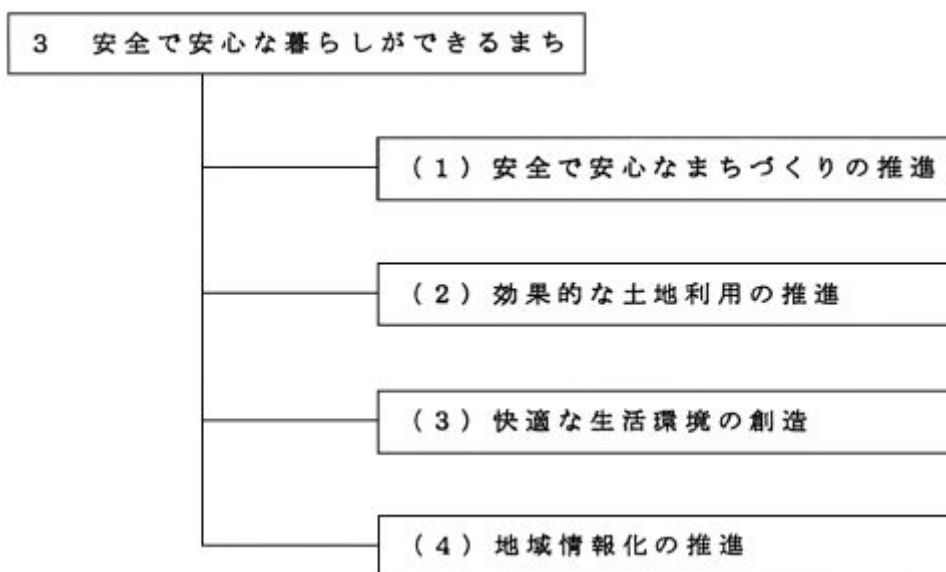 3　安全で安心な暮らしができるまち
(1)安全で安心なまちづくりの推進
(2)効果的な土地利用の推進
(3)快適な生活環境の創造
(4)地域情報化の推進